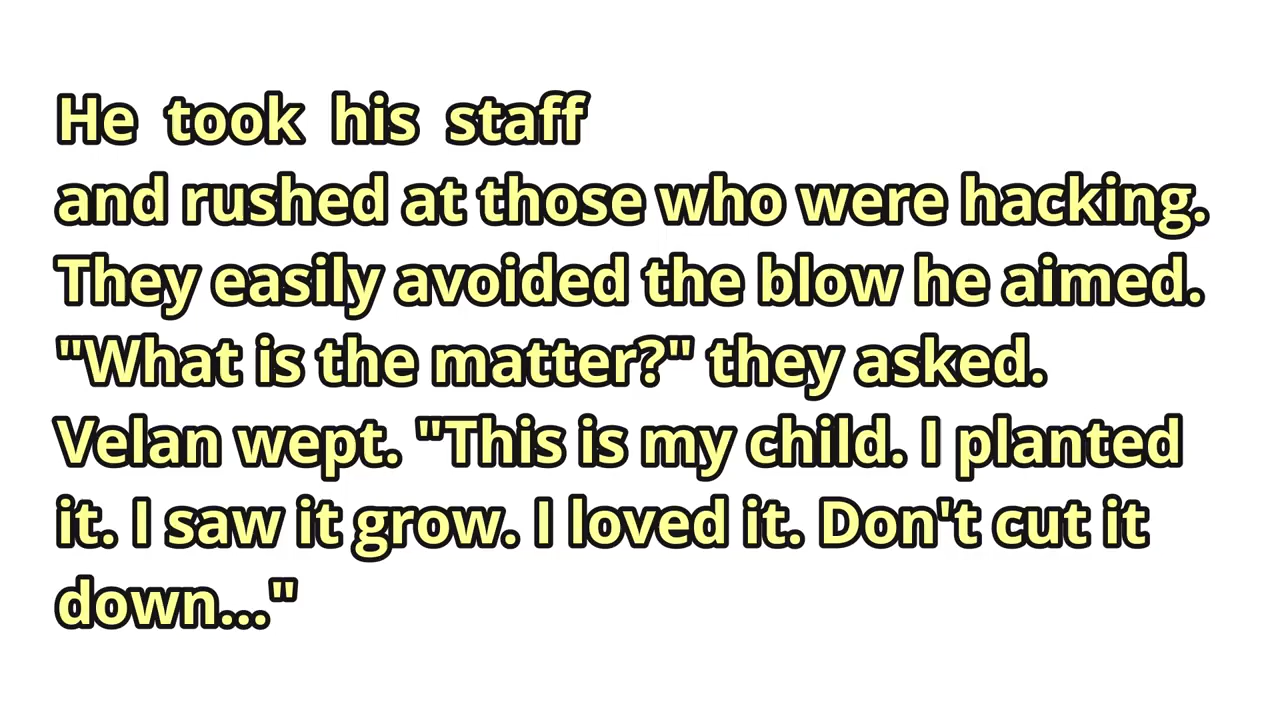 He took his staff
and rushed at those who were hacking.
They easily avoided the blow he aimed.
"What is the matter?" they asked.
Velan wept. "This is my child. I planted
it. I saw it grow. I loved it. Don't cut it
down..."